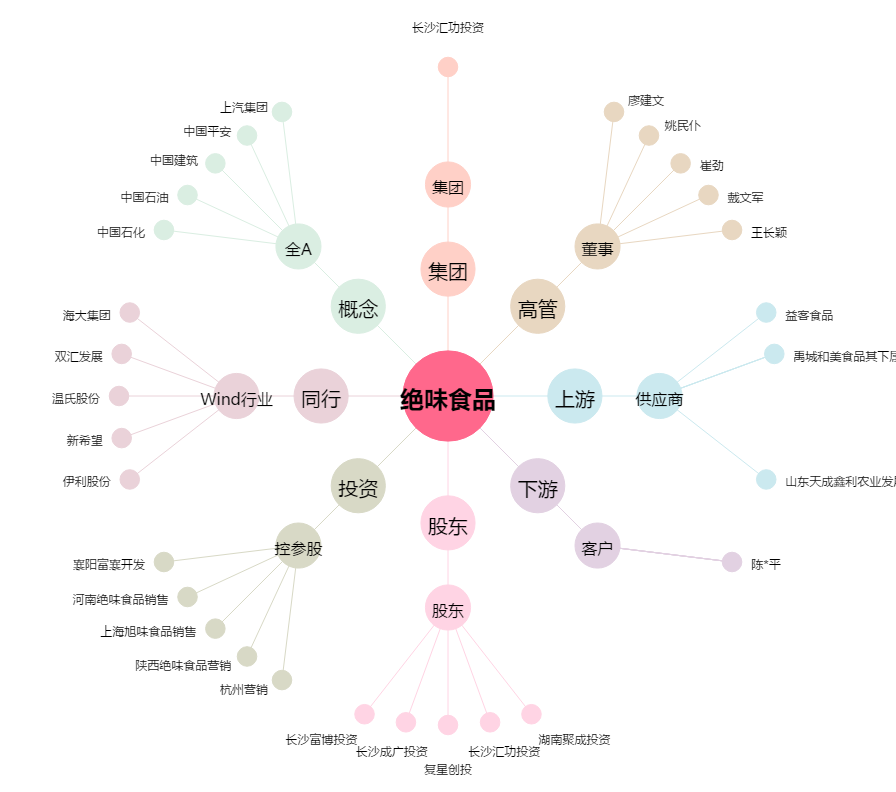 长沙汇功投资
集团
集团
上汽集团
中国平安
中国建筑
中国石油
中国石化
全A
概念
廖建文
姚民仆
崔劲
戴文军
王长颖
董事
高管
海大集团
双汇发展
温氏股份
新希望
伊利股份
Wind行业
同行
绝味食品
上游
供应商
益客食品
禹城和美食品其下
山东天成鑫利农业发
投资
控参股
襄阳富襄开发
河南绝味食品销售
上海旭味食品销售
陕西绝味食品营销
杭州营销
下游
客户
陈*平
股东
股东
长沙富博投资
长沙成广投资
复星创投
长沙汇功投资
湖南聚成投资